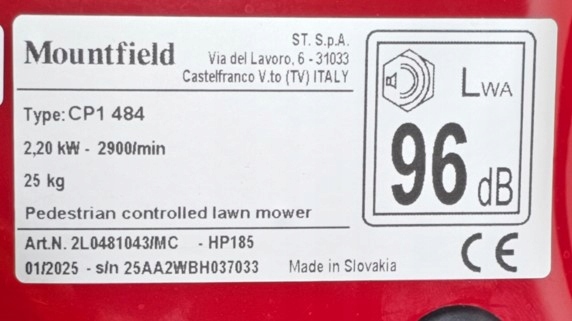 Mountfield
ST. S.p.A.
Via del Lavoro, 6 - 31033
Castelfranco V.to (TV) ITALY
Type: CP1 484
2,20 kW - 2900/min
25 kg
Pedestrian controlled lawn mower
Art.N. 2L0481043/MC - HP185
01/2025 - s/n 25AA2WBH037033 Made in Slovakia
LWA
96 dB
CE